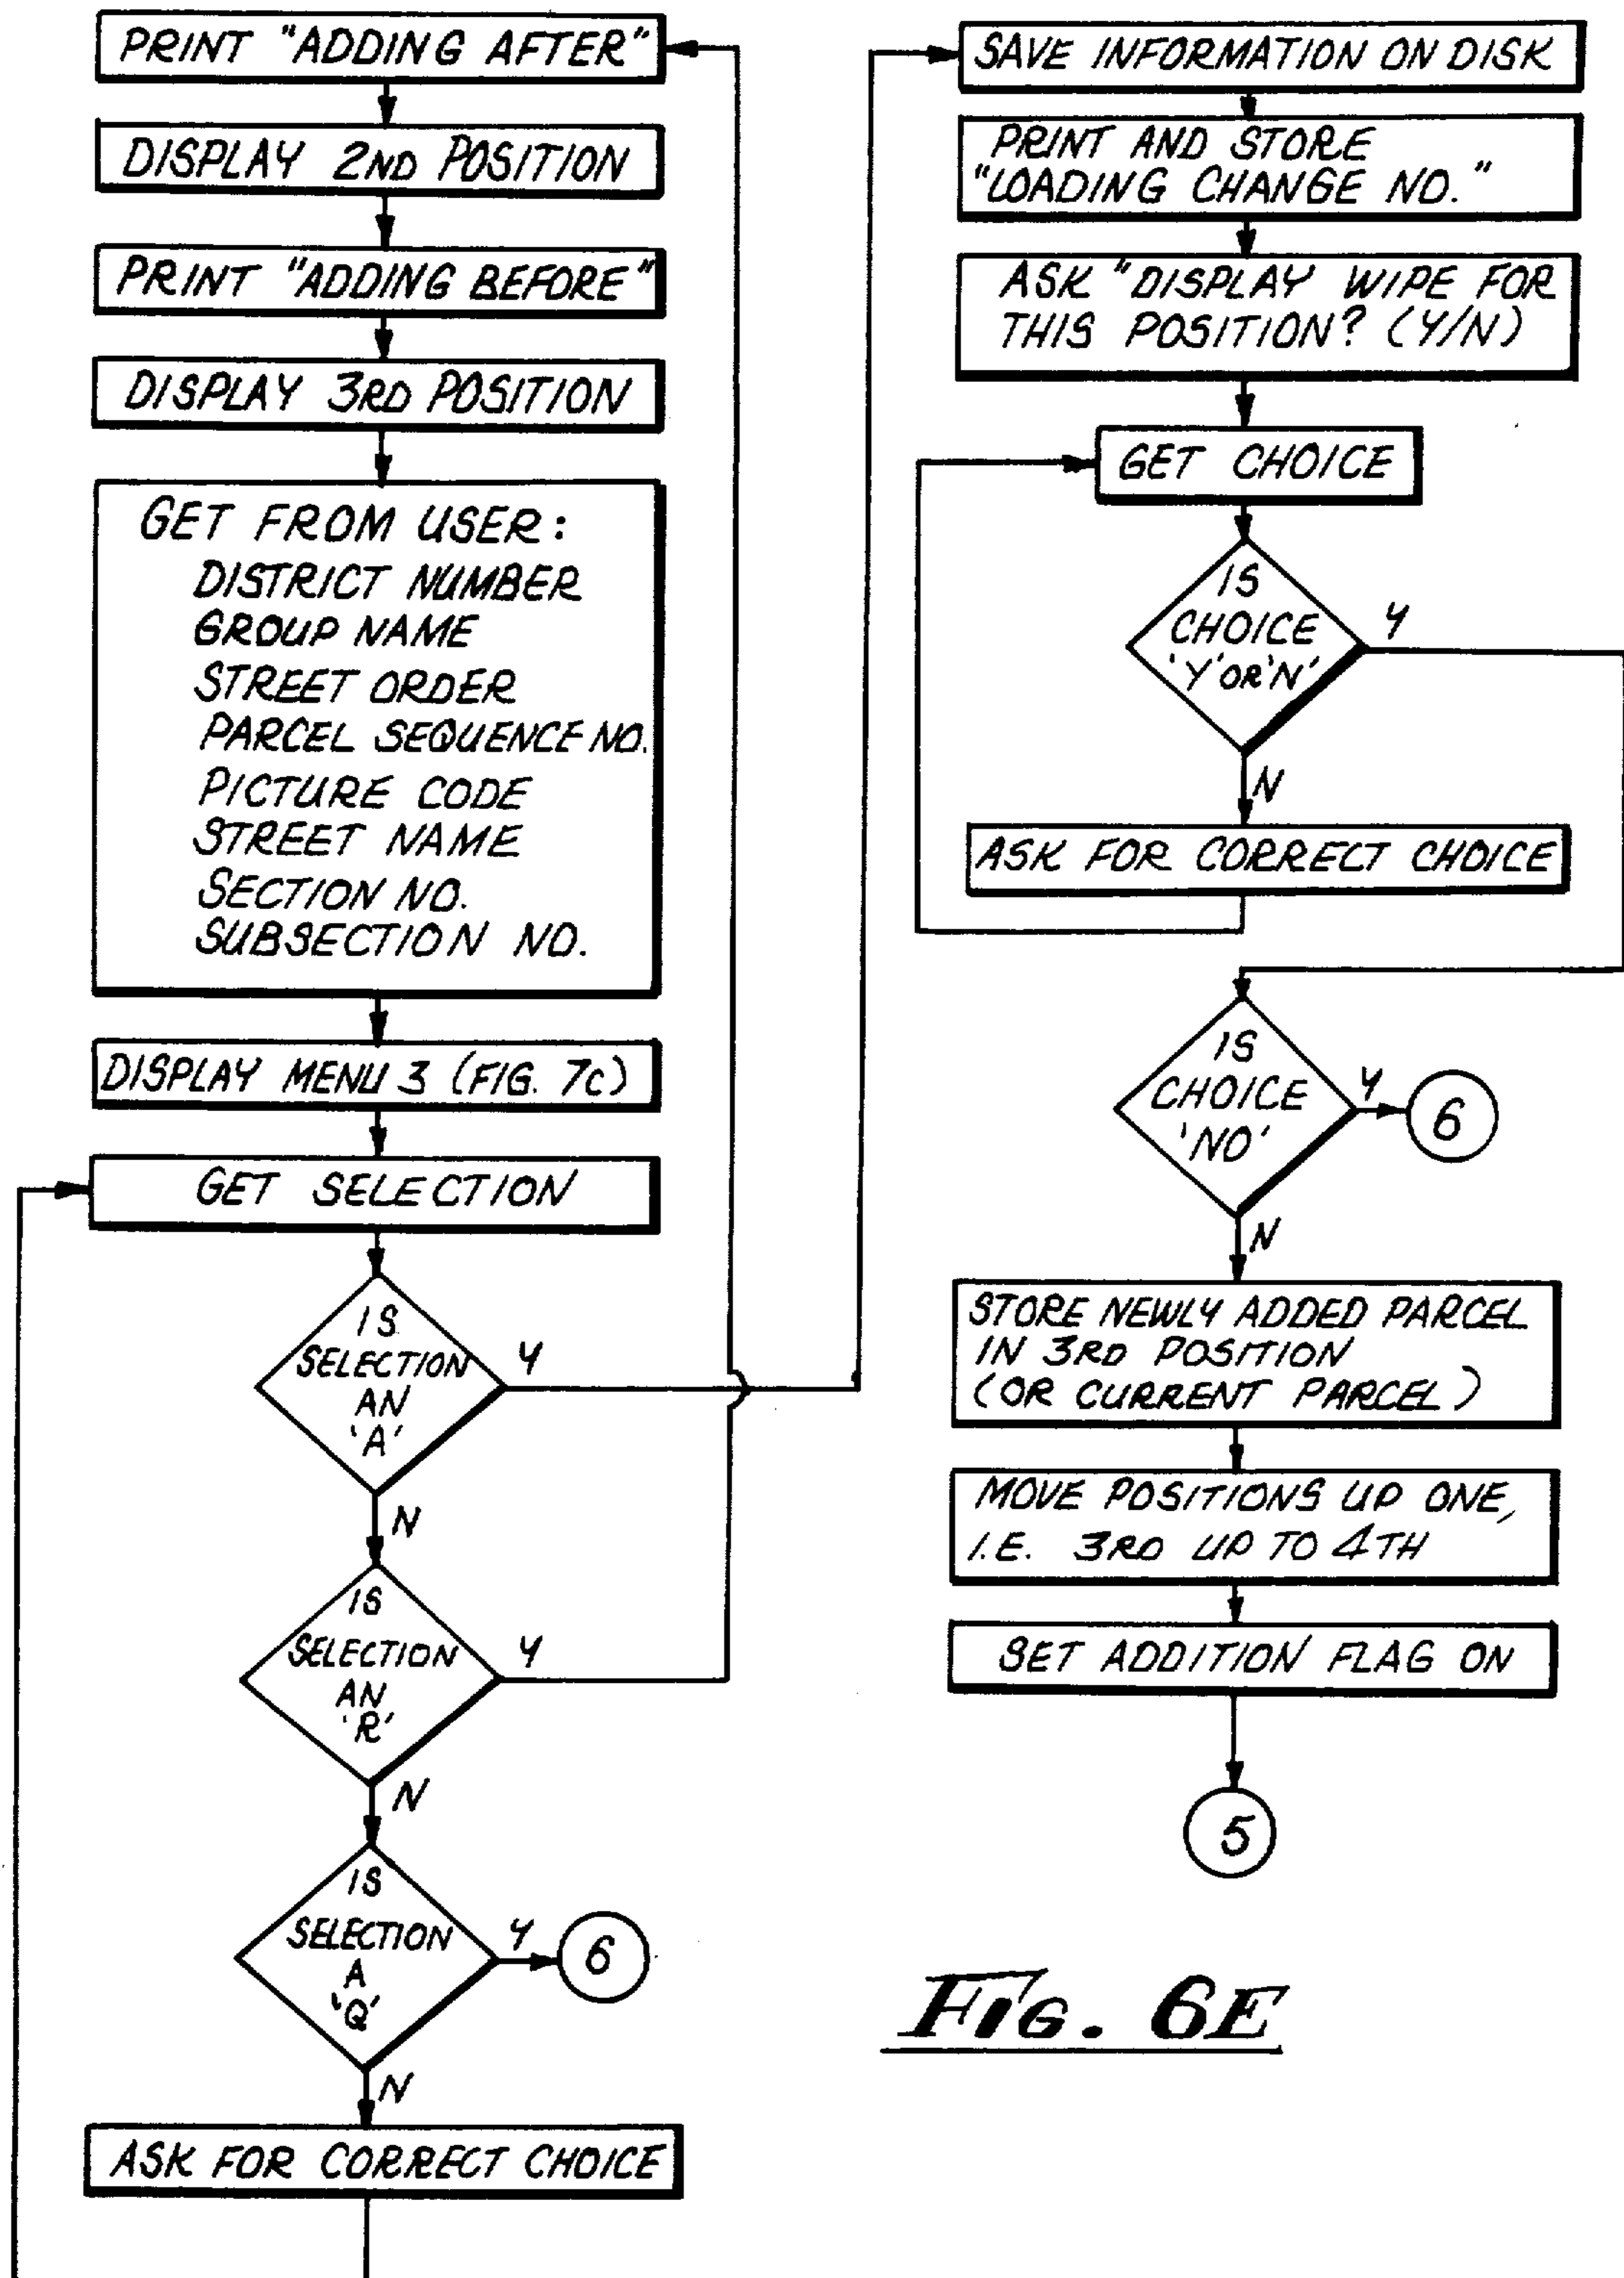 PRINT "ADDING AFTER"
DISPLAY 2ND POSITION
PRINT "ADDING BEFORE"
DISPLAY 3RD POSITION
GET FROM USER:
DISTRICT NUMBER
GROUP NAME
STREET ORDER
PARCEL SEQUENCE NO.
PICTURE CODE
STREET NAME
SECTION NO.
SUBSECTION NO.
DISPLAY MENU 3 (FIG. 7C)
GET SELECTION
IS
SELECTION
AN
'A'
Y
N
IS
SELECTION
AN
'R'
Y
N
IS
SELECTION
A
'Q'
Y
6
N
ASK FOR CORRECT CHOICE
SAVE INFORMATION ON DISK
PRINT AND STORE
"LOADING CHANGE NO."
ASK "DISPLAY WIPE FOR
THIS POSITION? (Y/N)
GET CHOICE
IS
CHOICE
'Y' OR 'N'
Y
N
ASK FOR CORRECT CHOICE
IS
CHOICE
'NO'
Y
6
N
STORE NEWLY ADDED PARCEL
IN 3RD POSITION
(OR CURRENT PARCEL)
MOVE POSITIONS UP ONE,
I.E. 3RD UP TO 4TH
SET ADDITION FLAG ON
5
FIG. 6E